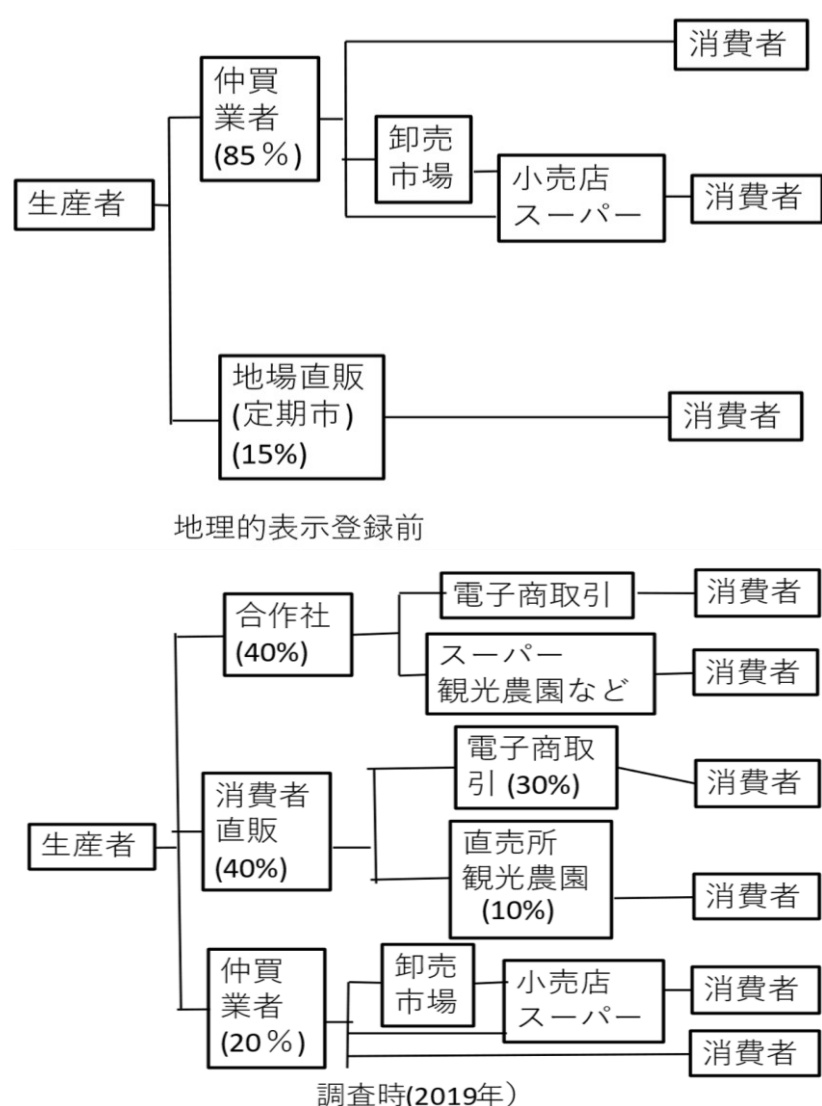 消費者
仲買
業者
(85％)
卸売
市場
小売店
スーパー
消費者
生産者
地場直販
(定期市)
(15%)
消費者
地理的表示登録前
合作社
(40%)
電子商取引
消費者
スーパー
観光農園など
消費者
電子商取
引(30%)
消費者
消費者
直販
(40%)
生産者
直売所
観光農園
(10%)
消費者
仲買
業者
(20％)
卸売
市場
小売店
スーパー
消費者
消費者
調査時(2019年）